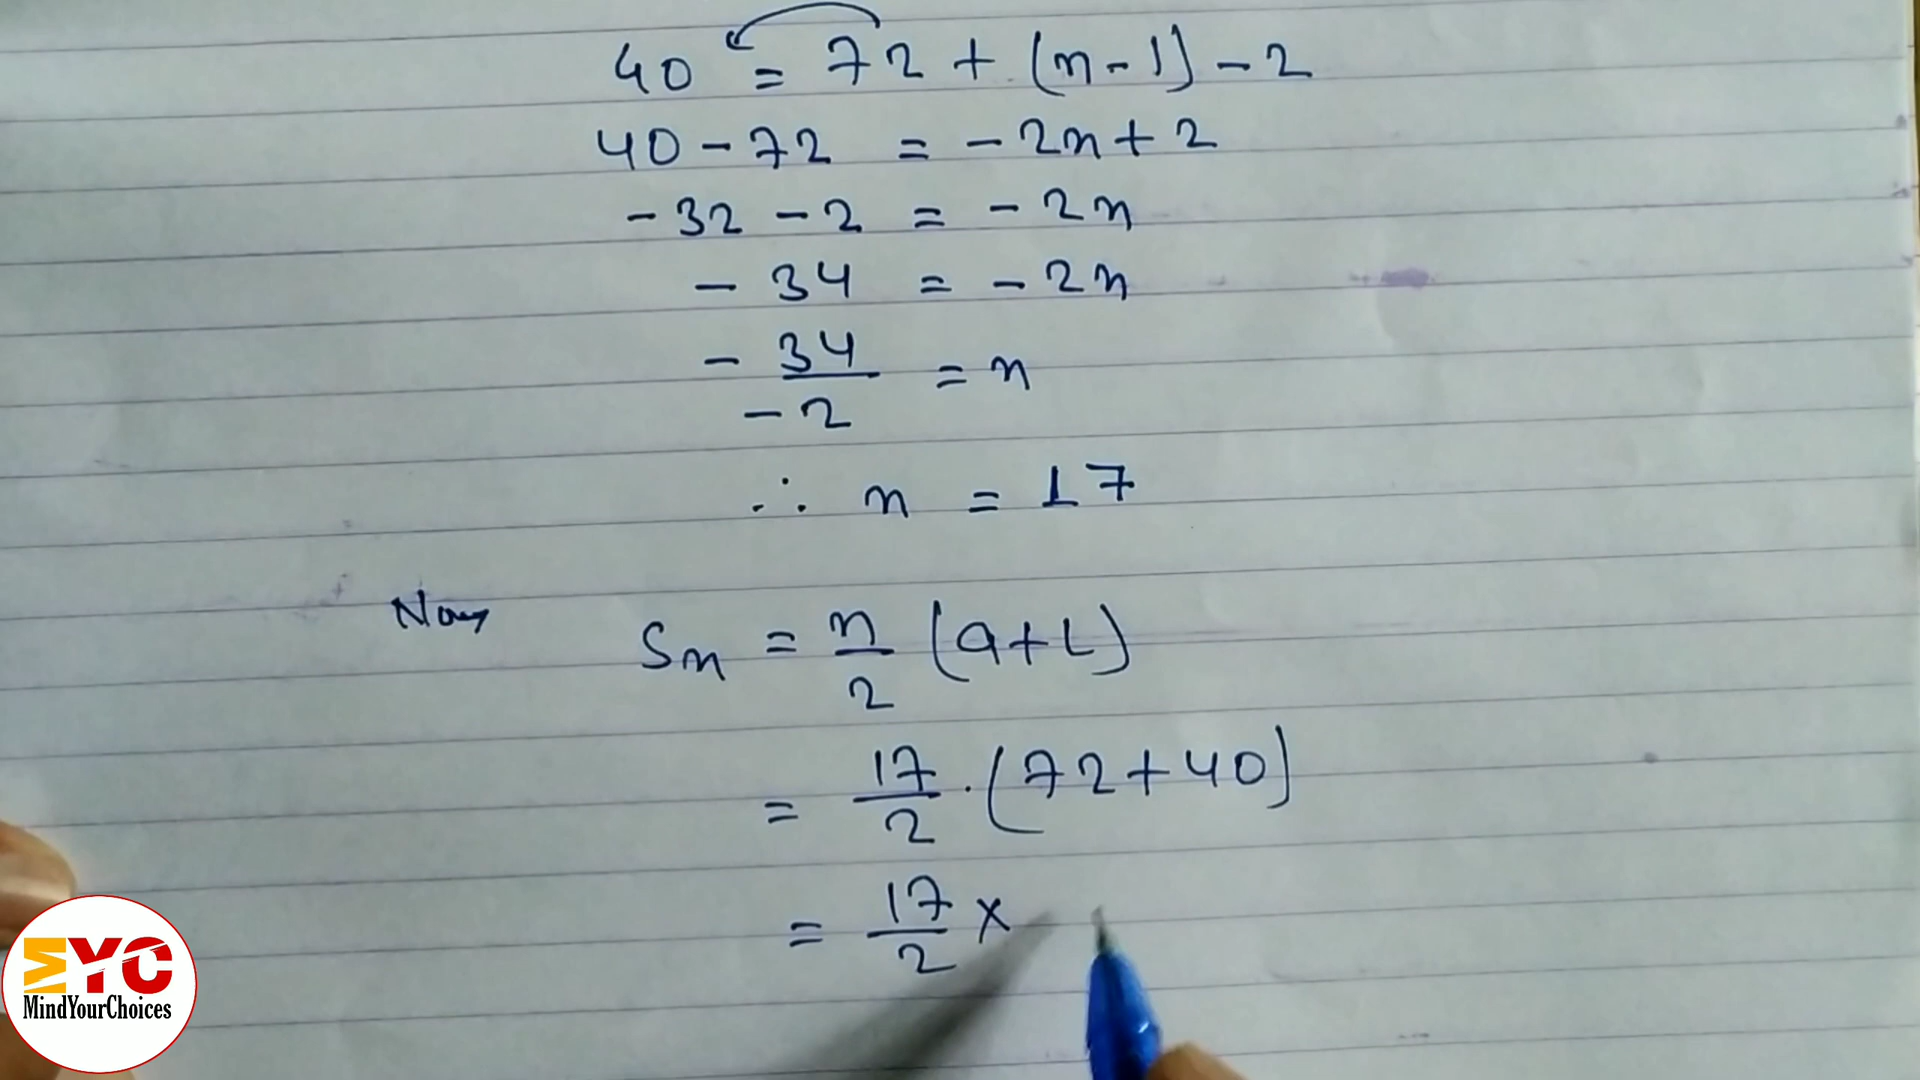 40 = 72 + (n - 1) - 2
40 - 72 = - 2n + 2
- 32 - 2 = - 2n
- 34 = - 2n
- 34 / - 2 = n
∴ n = 17
Now Sn = n/2 (a + L)
= 17/2 . (72 + 40)
= 17/2 ×
MYC
MindYourChoices